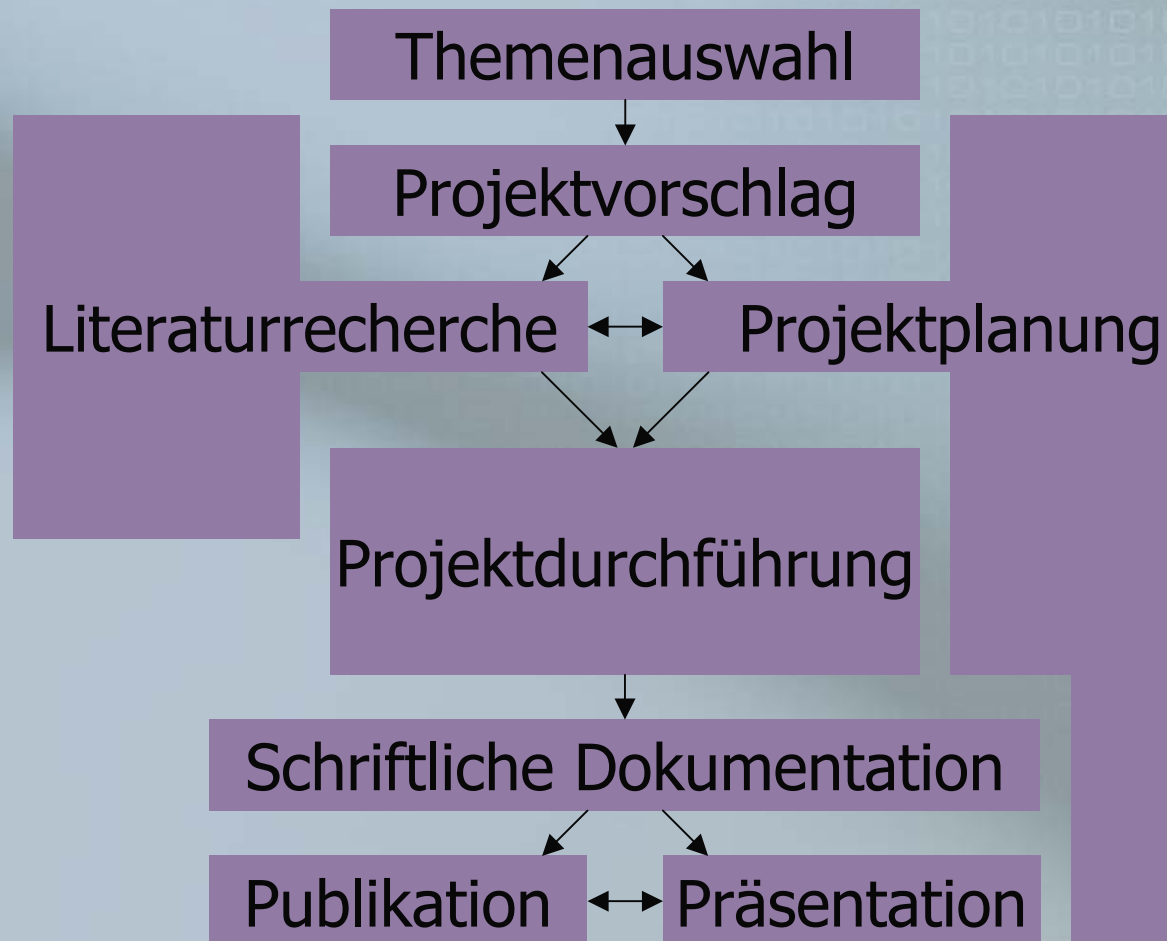 Themenauswahl
Projektvorschlag
Literaturrecherche
Projektplanung
Projektdurchführung
Schriftliche Dokumentation
Publikation
Präsentation